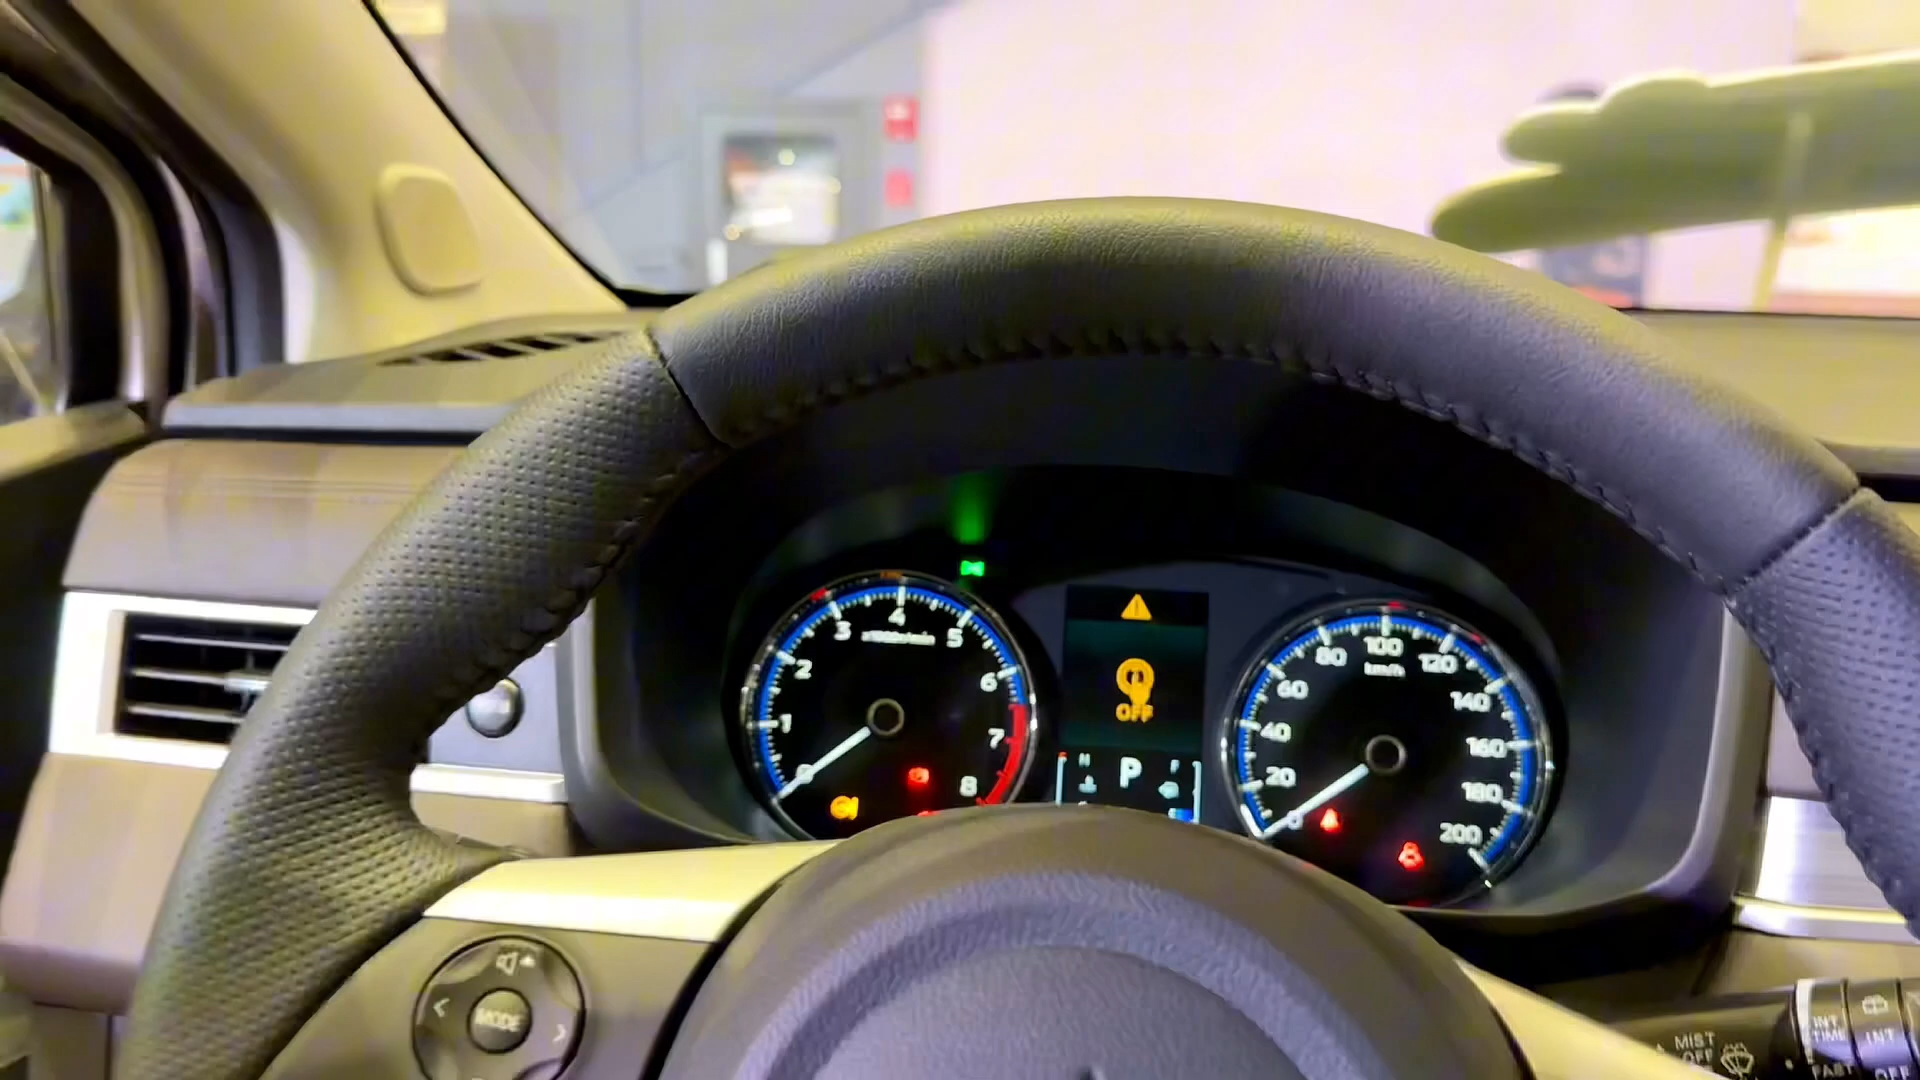 4
3
5
x1000r/min
2
6
1
7
0
8
OFF
H
F
P
100
80
120
km/h
60
140
40
160
20
180
0
200
MODE
MIST
OFF
INT
TIME
FAST
INT
OFF